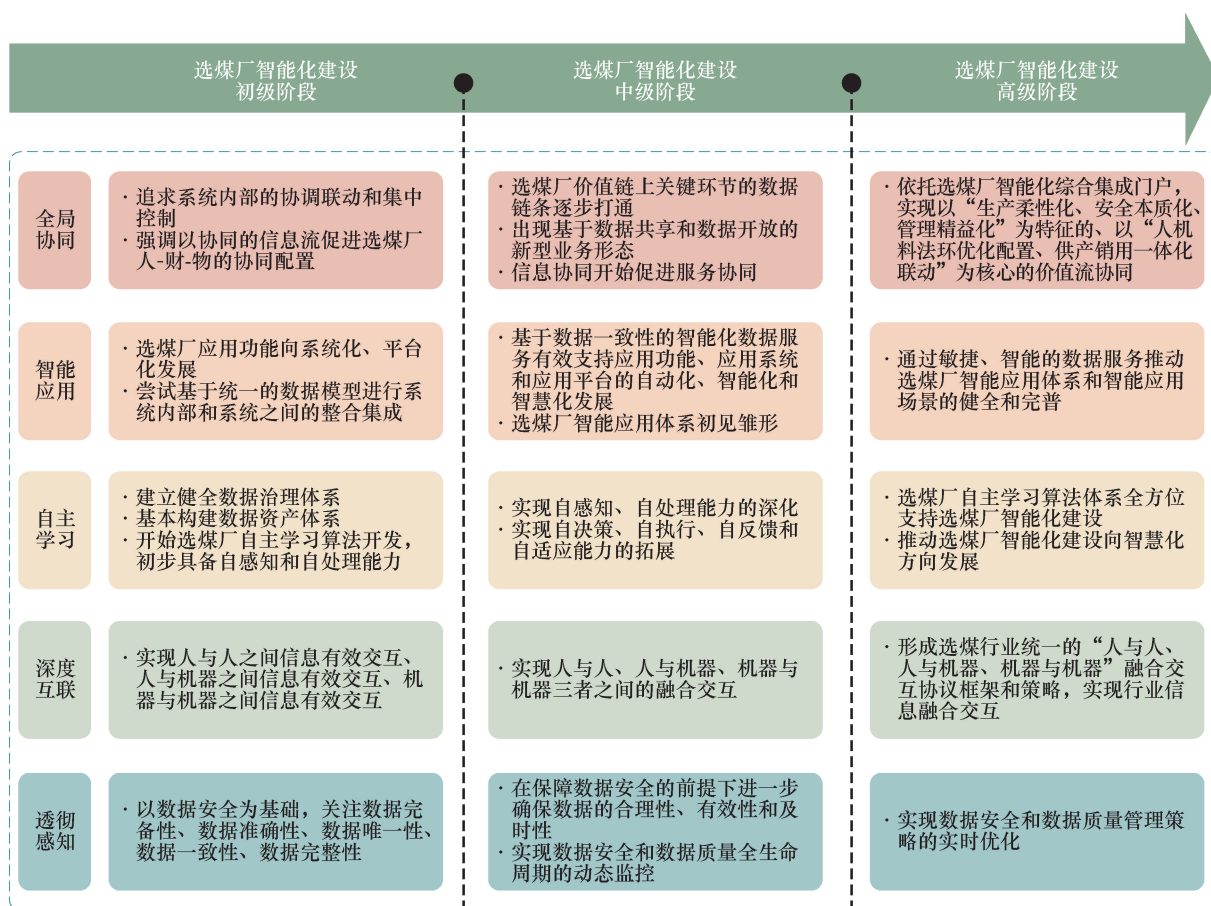 选煤厂智能化建设
初级阶段
选煤厂智能化建设
中级阶段
选煤厂智能化建设
高级阶段
全局
协同
· 追求系统内部的协调联动和集中
控制
· 强调以协同的信息流促进选煤厂
人-财-物的协同配置
· 选煤厂价值链上关键环节的数据
链条逐步打通
· 出现基于数据共享和数据开放的
新型业务形态
· 信息协同开始促进服务协同
· 依托选煤厂智能化综合集成门户，
实现以“生产柔性化、安全本质化、
管理精益化”为特征的、以“人机
料法环优化配置、供产销用一体化
联动”为核心的价值流协同
智能
应用
· 选煤厂应用功能向系统化、平台
化发展
· 尝试基于统一的数据模型进行系
统内部和系统之间的整合集成
· 基于数据一致性的智能化数据服
务有效支持应用功能、应用系统
和应用平台的自动化、智能化和
智慧化发展
· 选煤厂智能应用体系初见雏形
· 通过敏捷、智能的数据服务推动
选煤厂智能应用体系和智能应用
场景的健全和完普
自主
学习
· 建立健全数据治理体系
· 基本构建数据资产体系
· 开始选煤厂自主学习算法开发，
初步具备自感知和自处理能力
· 实现自感知、自处理能力的深化
· 实现自决策、自执行、自反馈和
自适应能力的拓展
· 选煤厂自主学习算法体系全方位
支持选煤厂智能化建设
· 推动选煤厂智能化建设向智慧化
方向发展
深度
互联
· 实现人与人之间信息有效交互、
人与机器之间信息有效交互、机
器与机器之间信息有效交互
· 实现人与人、人与机器、机器与
机器三者之间的融合交互
· 形成选煤行业统一的“人与人、
人与机器、机器与机器”融合交
互协议框架和策略，实现行业信
息融合交互
透彻
感知
· 以数据安全为基础，关注数据完
备性、数据准确性、数据唯一性、
数据一致性、数据完整性
· 在保障数据安全的前提下进一步
确保数据的合理性、有效性和及
时性
· 实现数据安全和数据质量全生命
周期的动态监控
· 实现数据安全和数据质量管理策
略的实时优化